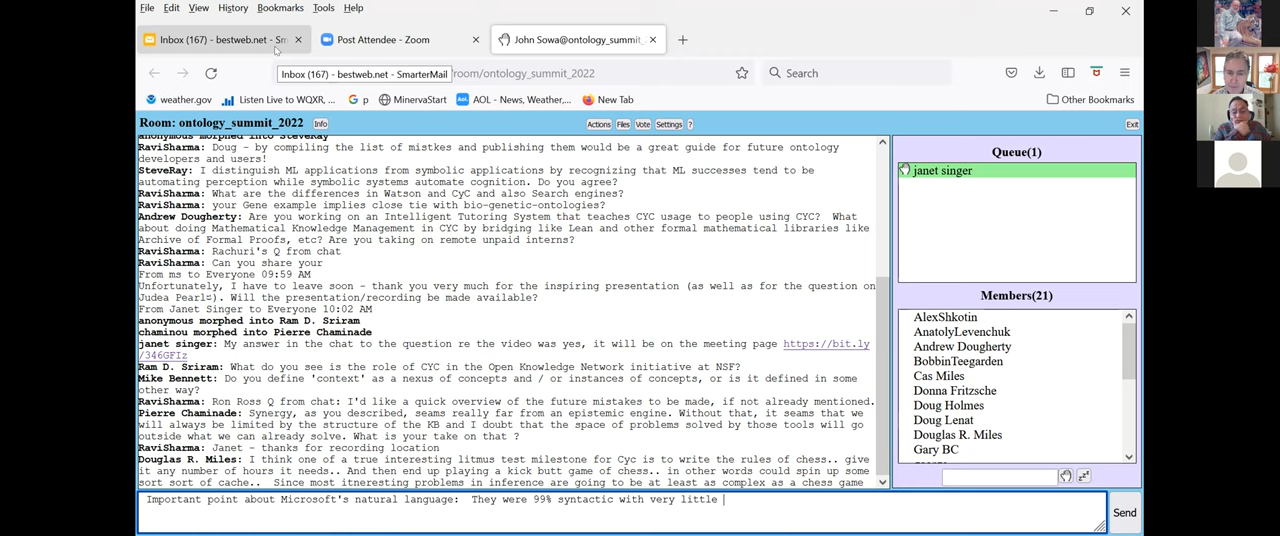 File Edit View History Bookmarks Tools Help
Inbox (167) - bestweb.net - Sm
Post Attendee - Zoom
John Sowa@ontology_summit_
Inbox (167) - bestweb.net - SmarterMail
/room/ontology_summit_2022
Search
weather.gov
Listen Live to WQXR, ...
p
MinervaStart
AOL - News, Weather,...
New Tab
Other Bookmarks
Room: ontology_summit_2022 Info
Actions Files Vote Settings ? Exit
anonymous morphed into SteveRay
RaviSharma: Doug - by compiling the list of mistkes and publishing them would be a great guide for future ontology
developers and users!
SteveRay: I distinguish ML applications from symbolic applications by recognizing that ML successes tend to be
automating perception while symbolic systems automate cognition. Do you agree?
RaviSharma: What are the differences in Watson and CyC and also Search engines?
RaviSharma: your Gene example implies close tie with bio-genetic-ontologies?
Andrew Dougherty: Are you working on an Intelligent Tutoring System that teaches CYC usage to people using CYC? What
about doing Mathematical Knowledge Management in CYC by bridging like Lean and other formal mathematical libraries like
Archive of Formal Proofs, etc? Are you taking on remote unpaid interns?
RaviSharma: Rachuri's Q from chat
RaviSharma: Can you share your
From ms to Everyone 09:59 AM
Unfortunately, I have to leave soon - thank you very much for the inspiring presentation (as well as for the question on
Judea Pearl☺). Will the presentation/recording be made available?
From Janet Singer to Everyone 10:02 AM
anonymous morphed into Ram D. Sriram
chaminou morphed into Pierre Chaminade
janet singer: My answer in the chat to the question re the video was yes, it will be on the meeting page https://bit.ly
/346GFIz
Ram D. Sriram: What do you see is the role of CYC in the Open Knowledge Network initiative at NSF?
Mike Bennett: Do you define 'context' as a nexus of concepts and / or instances of concepts, or is it defined in some
other way?
RaviSharma: Ron Ross Q from chat: I'd like a quick overview of the future mistakes to be made, if not already mentioned.
Pierre Chaminade: Synergy, as you described, seams really far from an epistemic engine. Without that, it seams that we
will always be limited by the structure of the KB and I doubt that the space of problems solved by those tools will go
outside what we can already solve. What is your take on that ?
RaviSharma: Janet - thanks for recording location
Douglas R. Miles: I think one of a true interesting litmus test milestone for Cyc is to write the rules of chess.. give
it any number of hours it needs.. And then end up playing a kick butt game of chess.. in other words could spin up some
sort sort of cache.. Since most itneresting problems in inference are going to be at least as complex as a chess game
Important point about Microsoft's natural language: They were 99% syntactic with very little
Send
Queue(1)
janet singer
Members(21)
AlexShkotin
AnatolyLevenchuk
Andrew Dougherty
BobbinTeegarden
Cas Miles
Donna Fritzsche
Doug Holmes
Doug Lenat
Douglas R. Miles
Gary BC